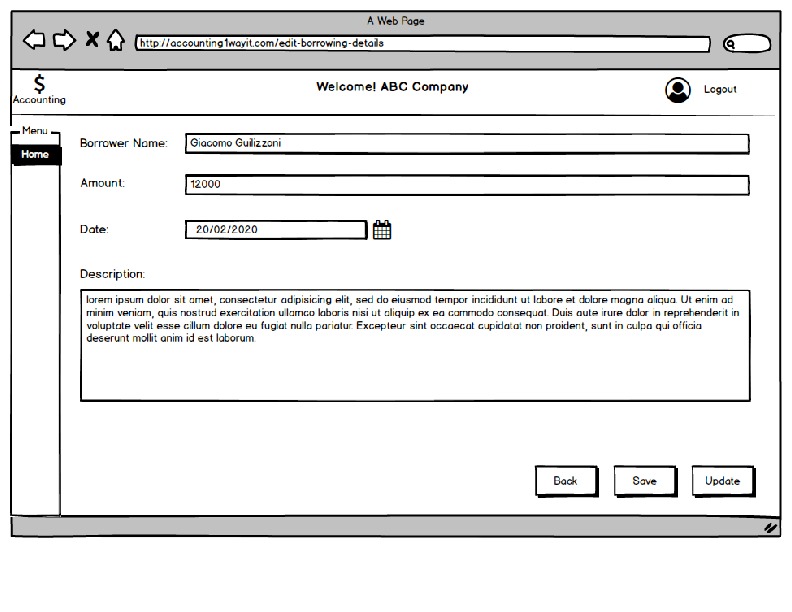 A Web Page
http://accounting1wayit.com/edit-borrowing-details
$
Accounting
Welcome! ABC Company
Logout
Menu
Home
Borrower Name:
Giacomo Guilizzoni
Amount:
12000
Date:
20/02/2020
Description:
lorem ipsum dolor sit amet, consectetur adipisicing elit, sed do eiusmod tempor incididunt ut labore et dolore magna aliqua. Ut enim ad
minim veniam, quis nostrud exercitation ullamco laboris nisi ut aliquip ex ea commodo consequat. Duis aute irure dolor in reprehenderit in
voluptate velit esse cillum dolore eu fugiat nulla pariatur. Excepteur sint occaecat cupidatat non proident, sunt in culpa qui officia
deserunt mollit anim id est laborum.
Back
Save
Update